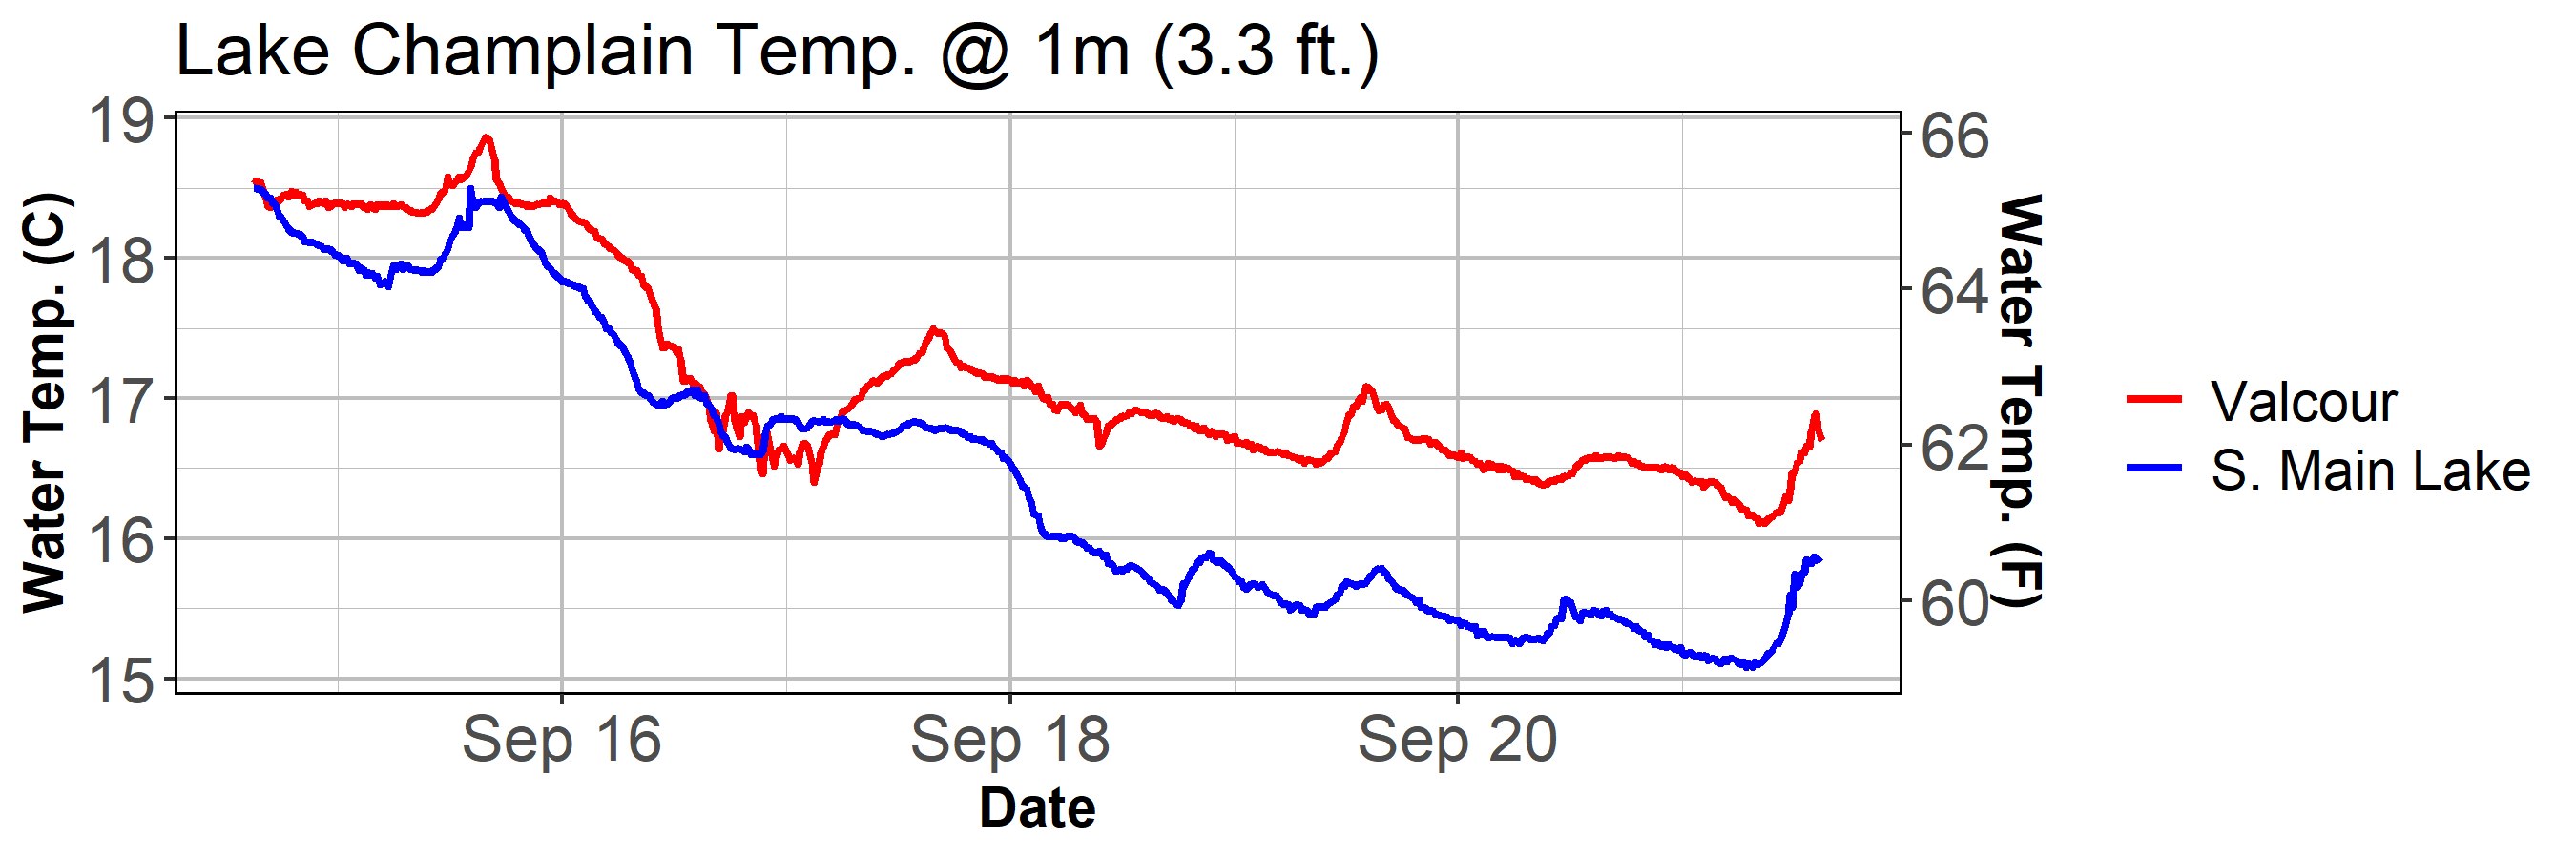 Lake Champlain Temp. @ 1m (3.3 ft.)
Water Temp. (C)
19
18
17
16
15
66
64
62
60
Water Temp. (F)
Sep 16
Sep 18
Sep 20
Date
Valcour
S. Main Lake